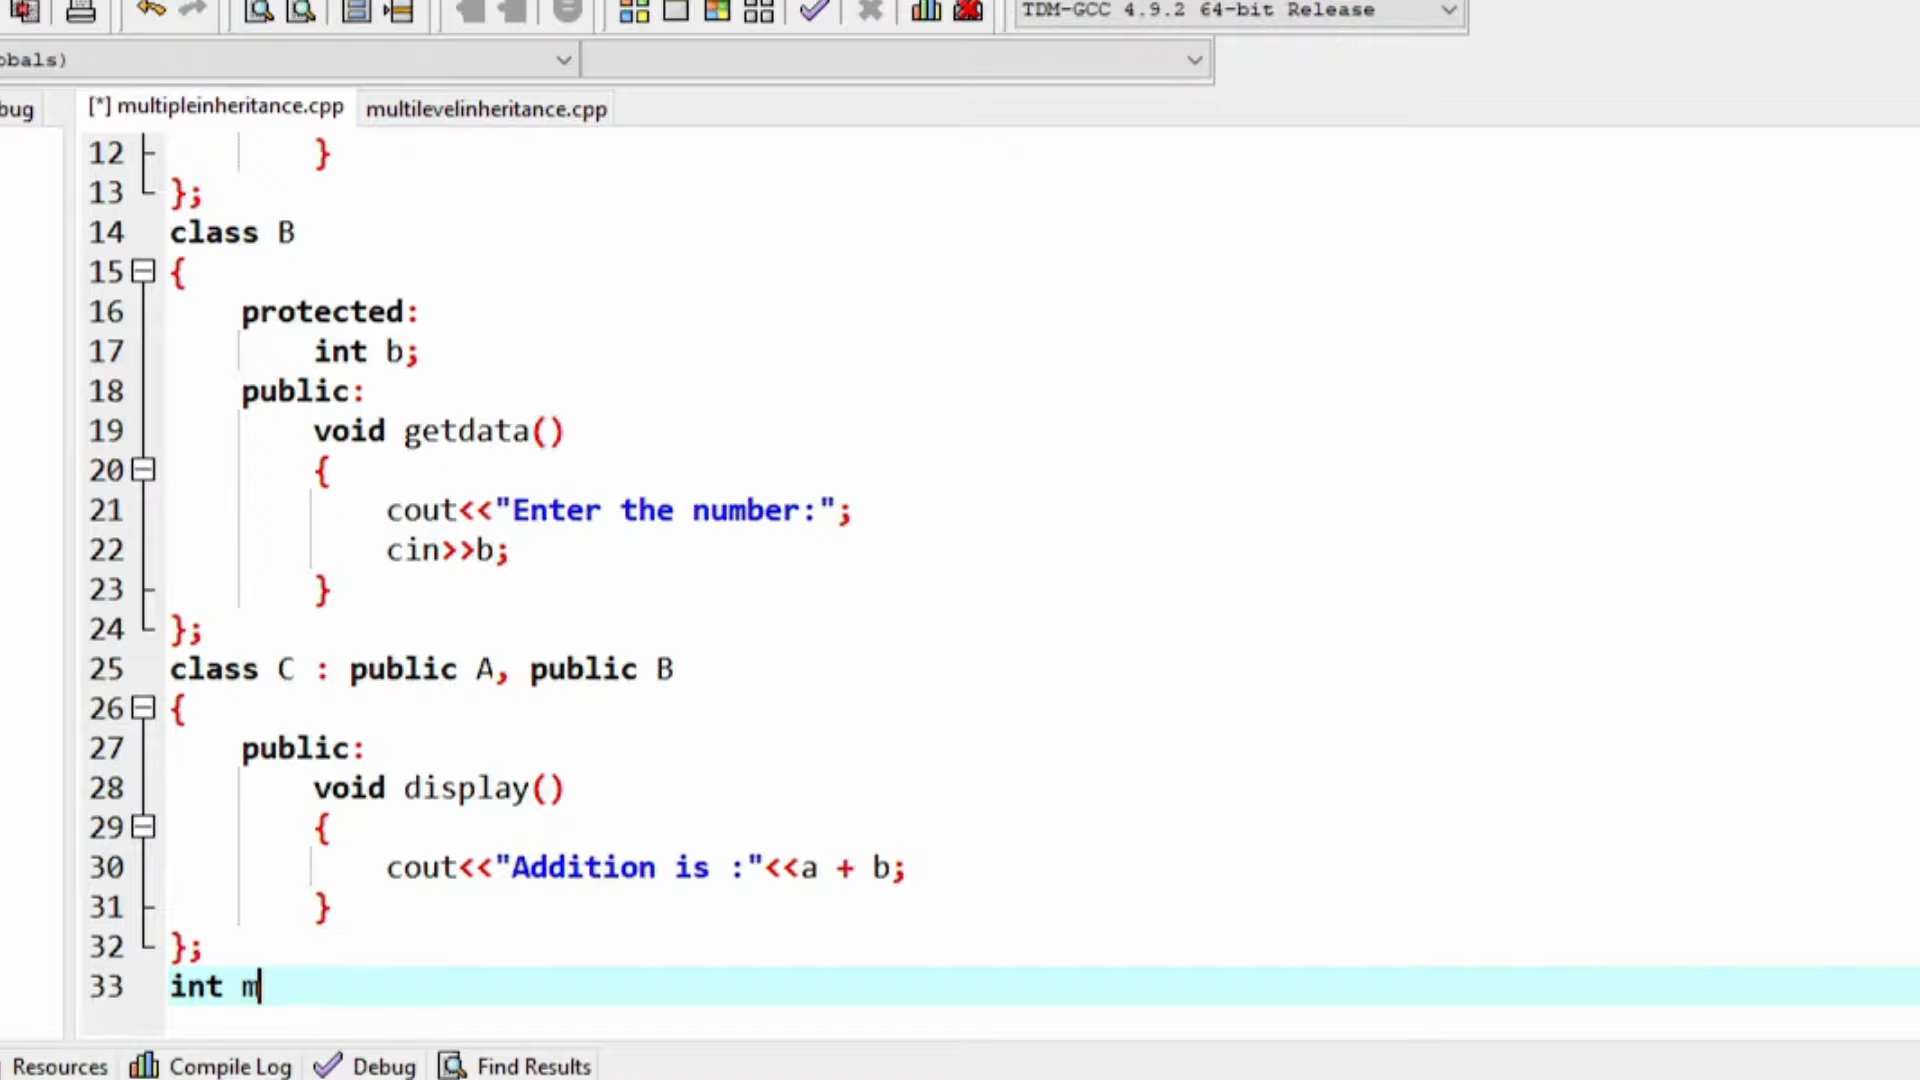 TDM-GCC 4.9.2 64-bit Release
obals)
bug
[*] multipleinheritance.cpp
multilevelinheritance.cpp
12 }
13 };
14 class B
15 {
16 protected:
17 int b;
18 public:
19 void getdata()
20 {
21 cout<<"Enter the number:";
22 cin>>b;
23 }
24 };
25 class C : public A, public B
26 {
27 public:
28 void display()
29 {
30 cout<<"Addition is :"<<a + b;
31 }
32 };
33 int m
Resources Compile Log Debug Find Results